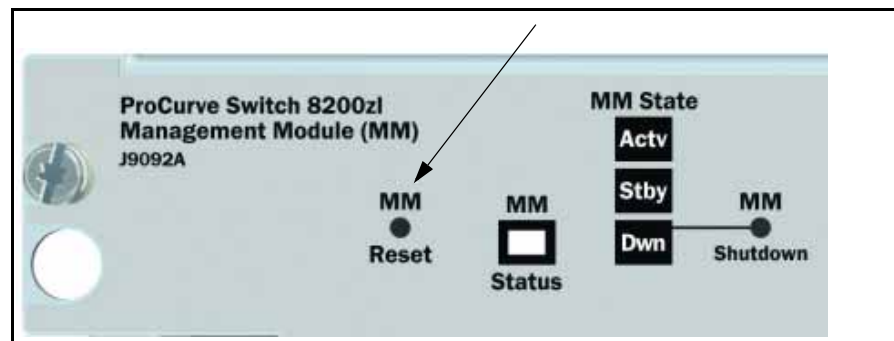 ProCurve Switch 8200zl
Management Module (MM)
J9092A
MM
Reset
MM
Status
MM State
Actv
Stby
Dwn
MM
Shutdown